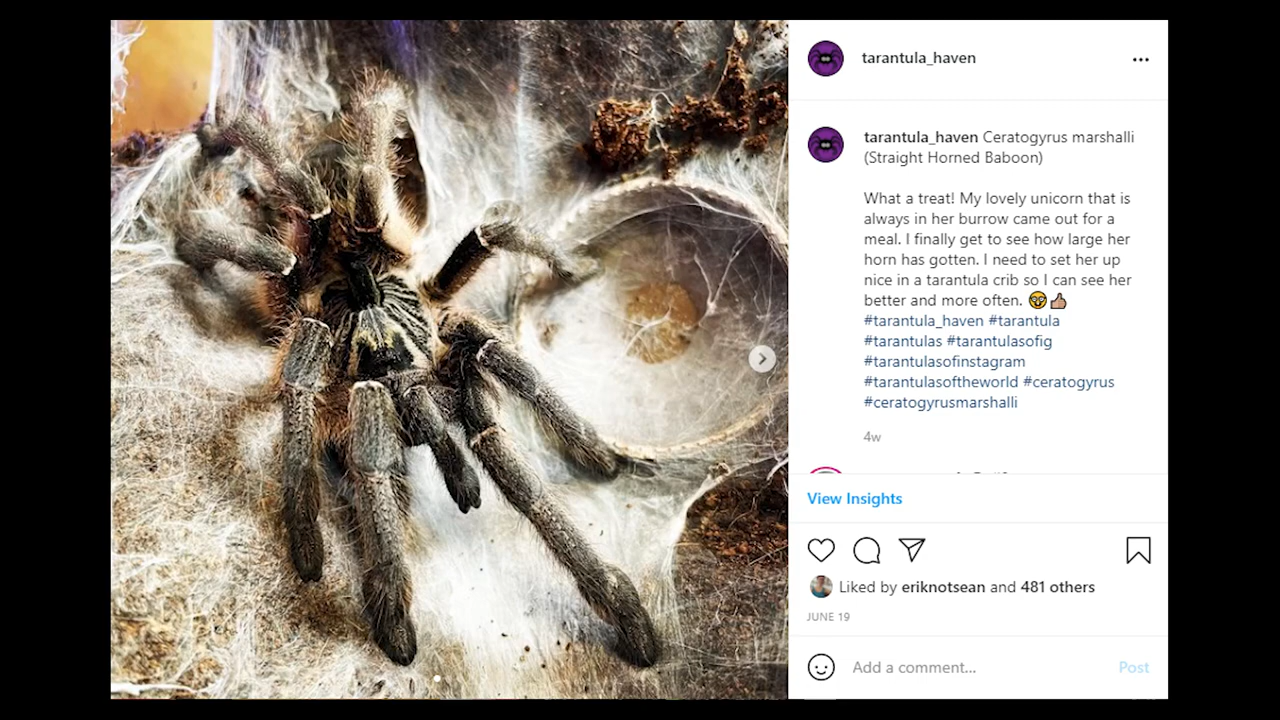 tarantula_haven
tarantula_haven Ceratogyrus marshalli
(Straight Horned Baboon)
What a treat! My lovely unicorn that is
always in her burrow came out for a
meal. I finally get to see how large her
horn has gotten. I need to set her up
nice in a tarantula crib so I can see her
better and more often. 🤓👍🏼
#tarantula_haven #tarantula
#tarantulas #tarantulasofig
#tarantulasofinstagram
#tarantulasoftheworld #ceratogyrus
#ceratogyrusmarshalli
4w
View Insights
Liked by eriknotsean and 481 others
JUNE 19
Add a comment... Post